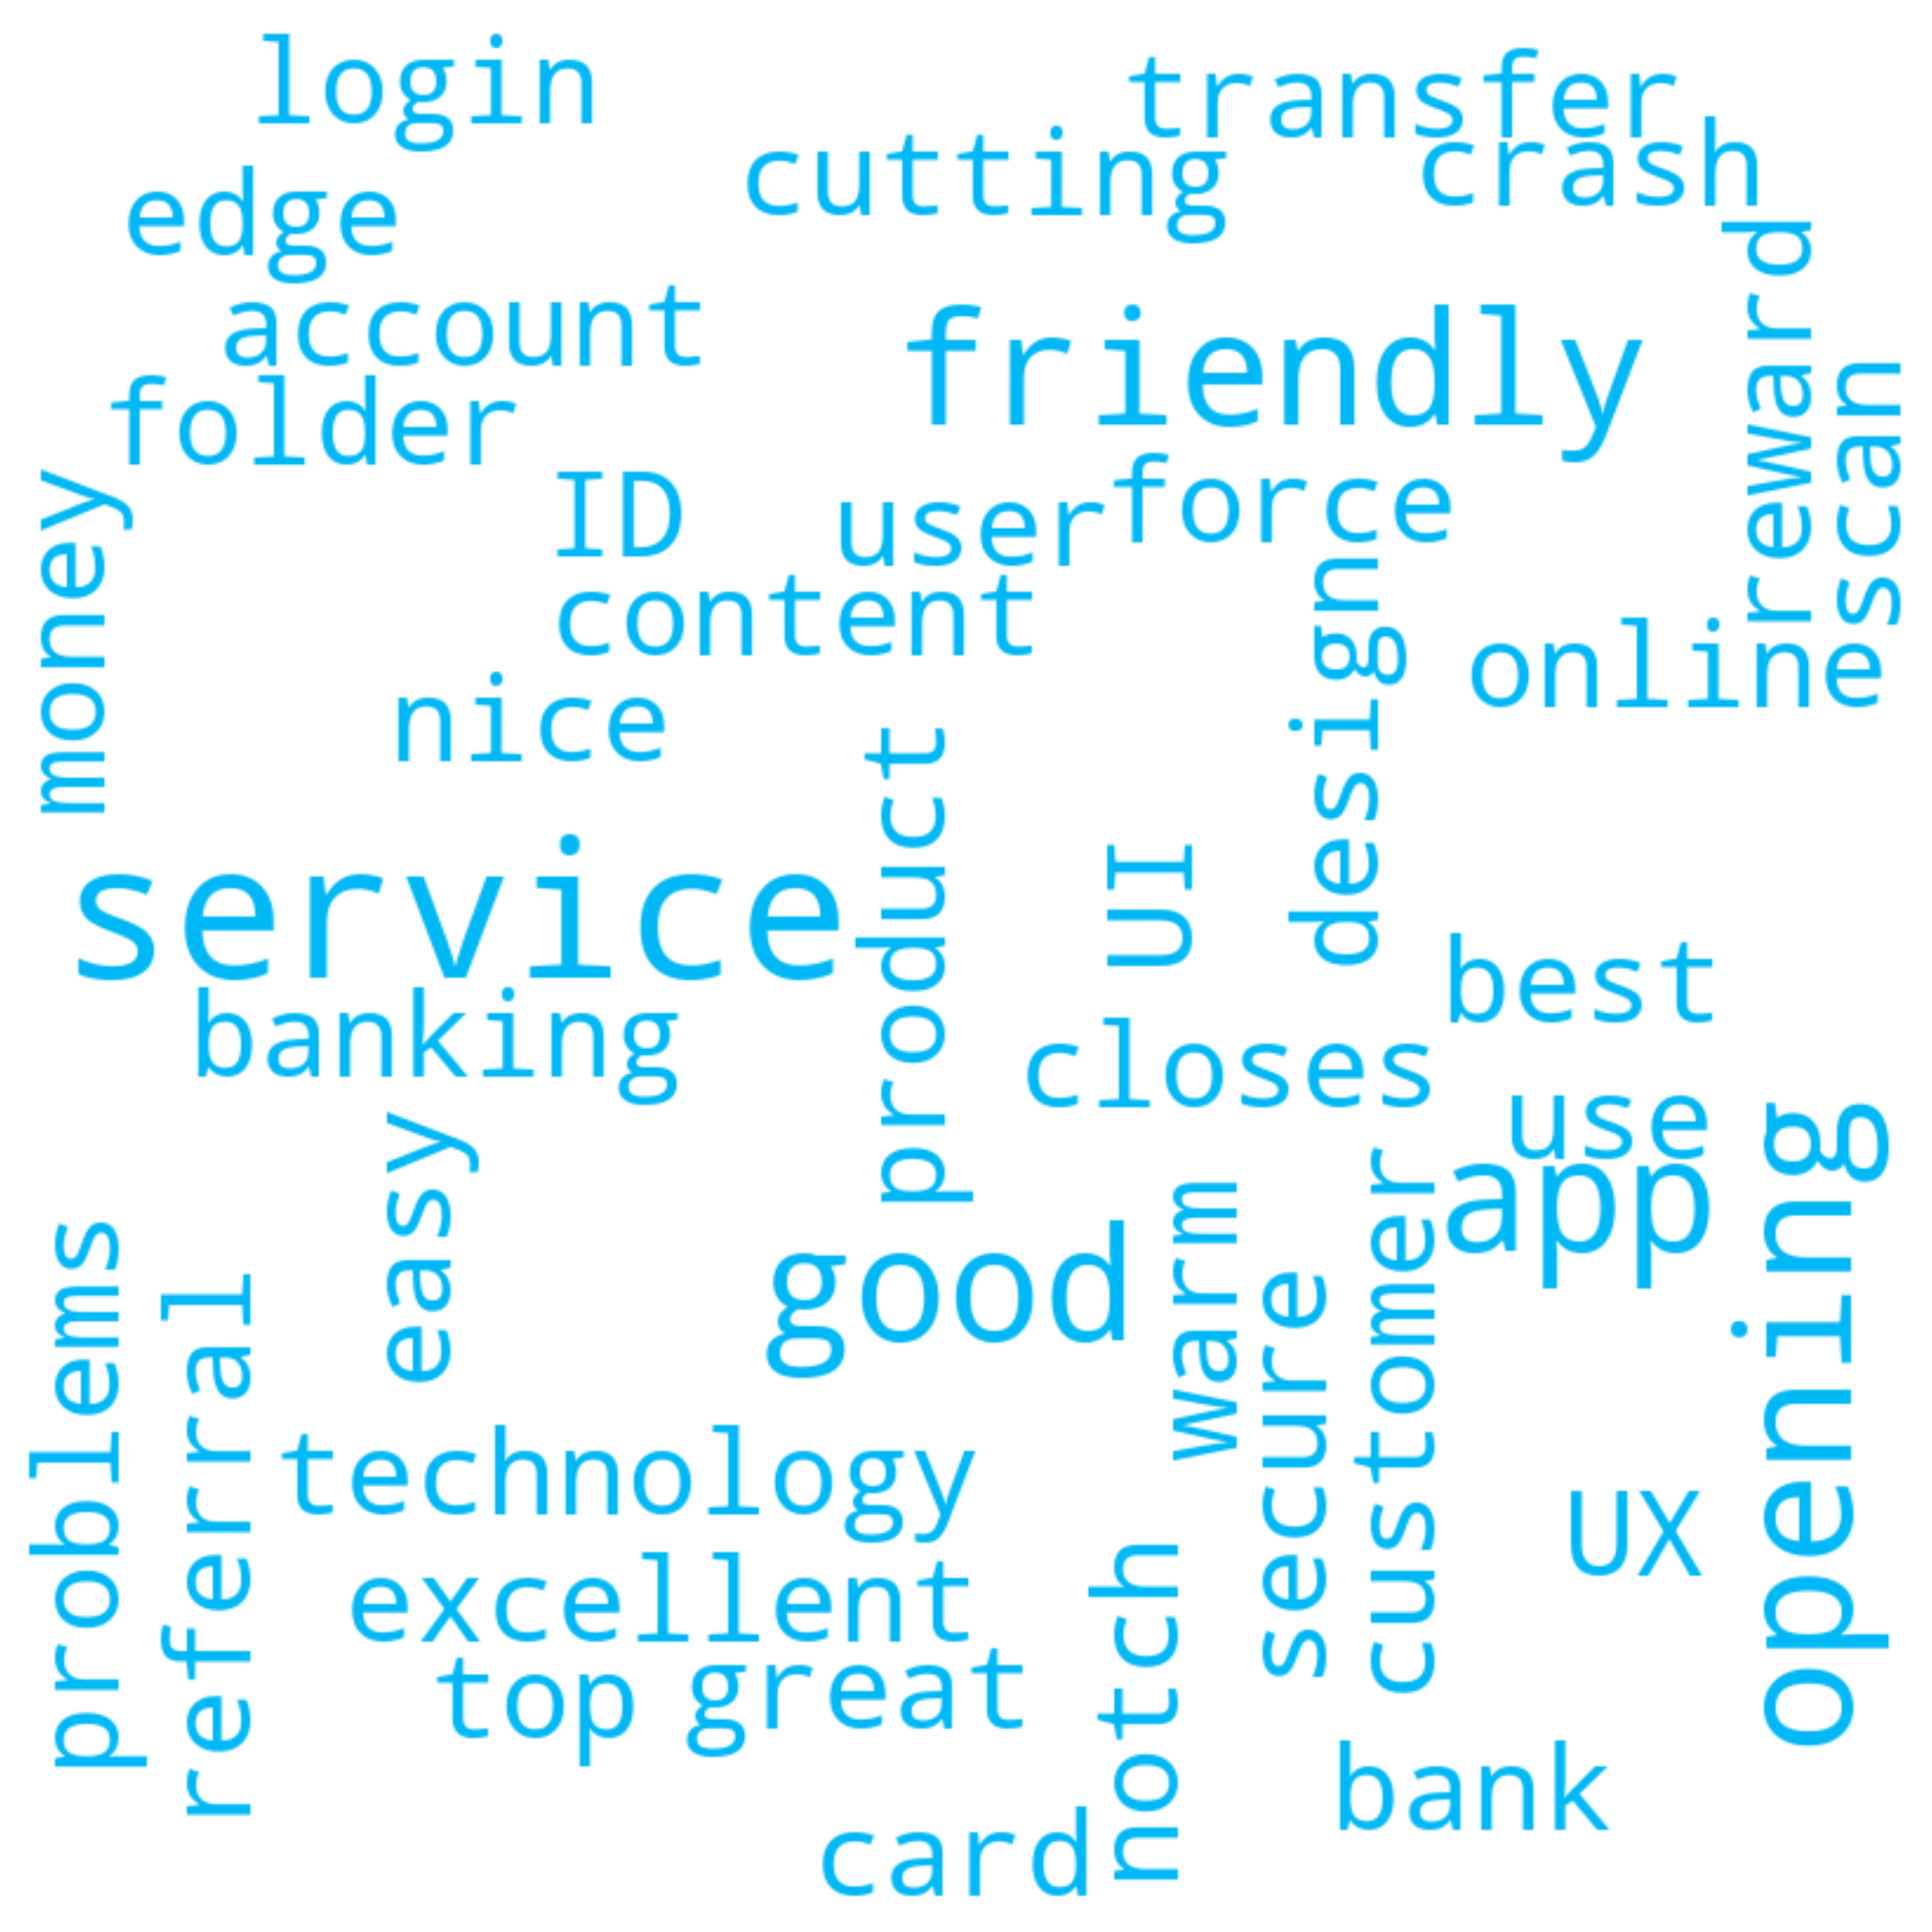 login
transfer
cutting
crash
edge
account
friendly
reward
scan
folder
money
ID
user
force
content
design
online
nice
product
service
UI
best
banking
closes
use
easy
app
opening
good
warm
customer
problems
referral
secure
technology
UX
excellent
notch
top
great
bank
card